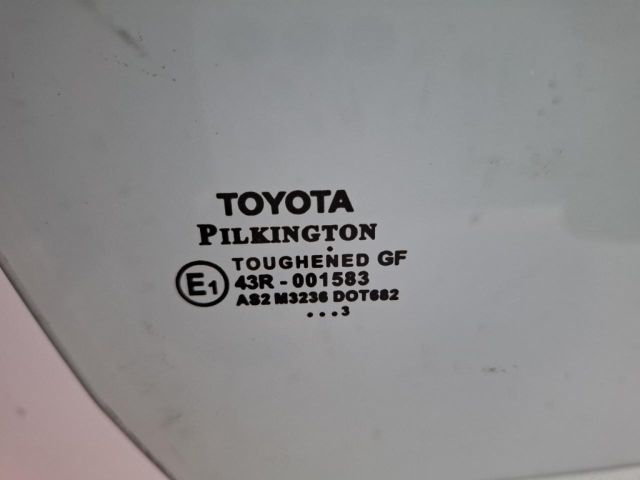 TOYOTA
PILKINGTON
TOUGHENED GF
E1 43R - 001583
AS2 M3236 DOT682
...3